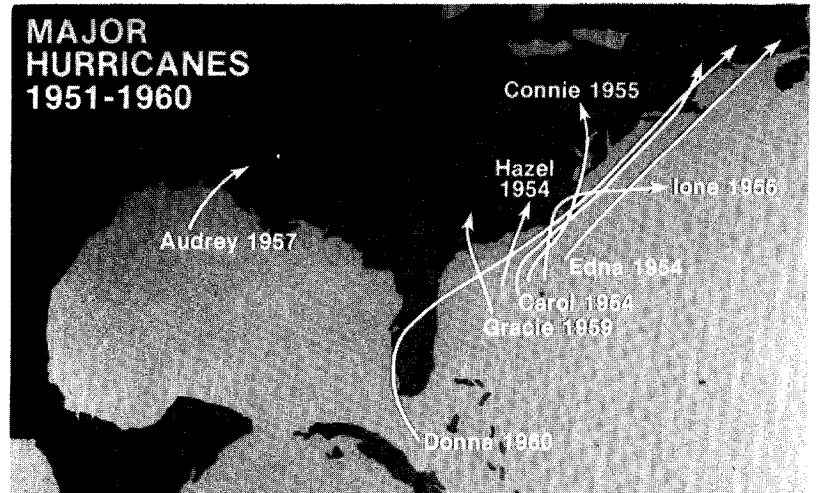 MAJOR
HURRICANES
1951-1960
Connie 1955
Hazel
1954
Ione 1955
Audrey 1957
Edna 1954
Carol 1954
Gracie 1959
Donna 1960